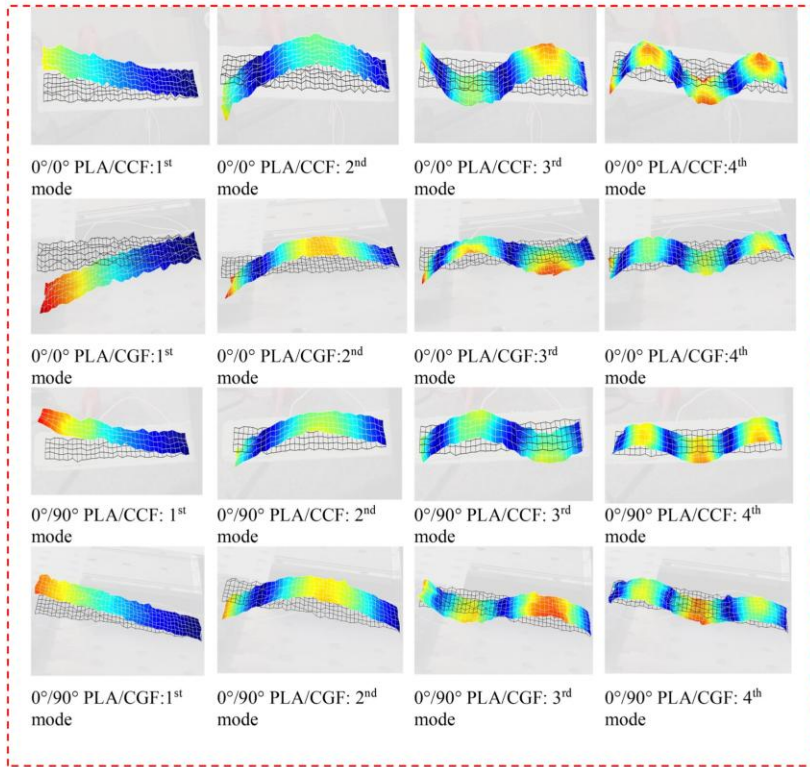 0°/0° PLA/CCF:1st
mode
0°/0° PLA/CCF: 2nd
mode
0°/0° PLA/CCF: 3rd
mode
0°/0° PLA/CCF:4th
mode
0°/0° PLA/CGF:1st
mode
0°/0° PLA/CGF:2nd
mode
0°/0° PLA/CGF:3rd
mode
0°/0° PLA/CGF:4th
mode
0°/90° PLA/CCF: 1st
mode
0°/90° PLA/CCF: 2nd
mode
0°/90° PLA/CCF: 3rd
mode
0°/90° PLA/CCF: 4th
mode
0°/90° PLA/CGF:1st
mode
0°/90° PLA/CGF: 2nd
mode
0°/90° PLA/CGF: 3rd
mode
0°/90° PLA/CGF: 4th
mode